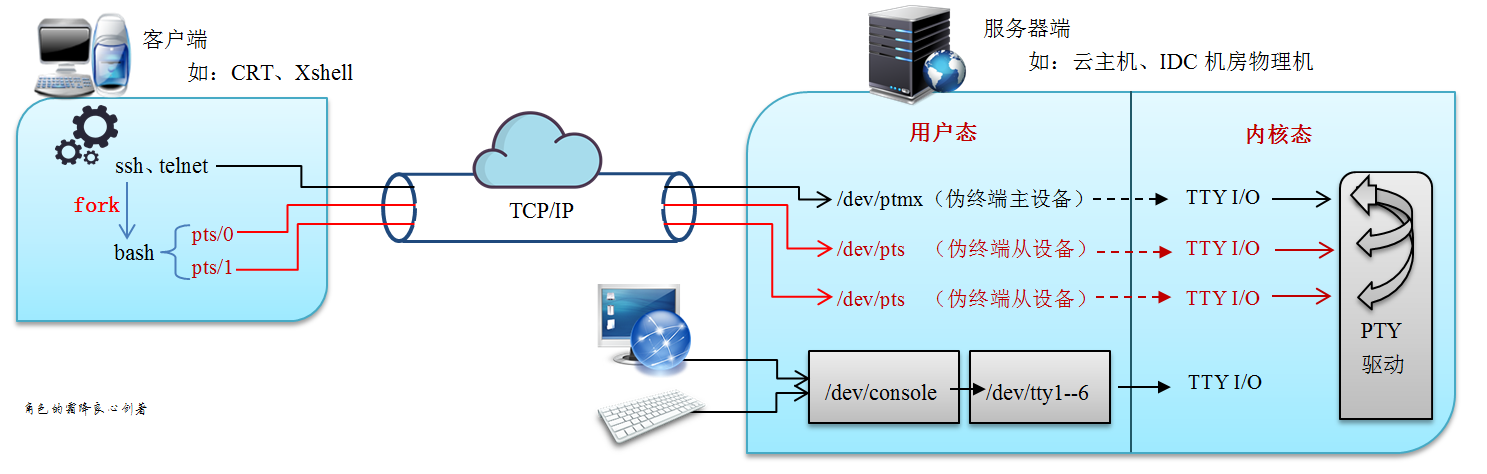 客户端
如：CRT、Xshell
ssh、telnet
fork
bash
pts/0
pts/1
TCP/IP
服务器端
如：云主机、IDC 机房物理机
用户态
内核态
/dev/ptmx（伪终端主设备）
TTY I/O
/dev/pts （伪终端从设备）
TTY I/O
/dev/pts （伪终端从设备）
TTY I/O
PTY
驱动
/dev/console
/dev/tty1--6
TTY I/O
角色的霜降良心创著